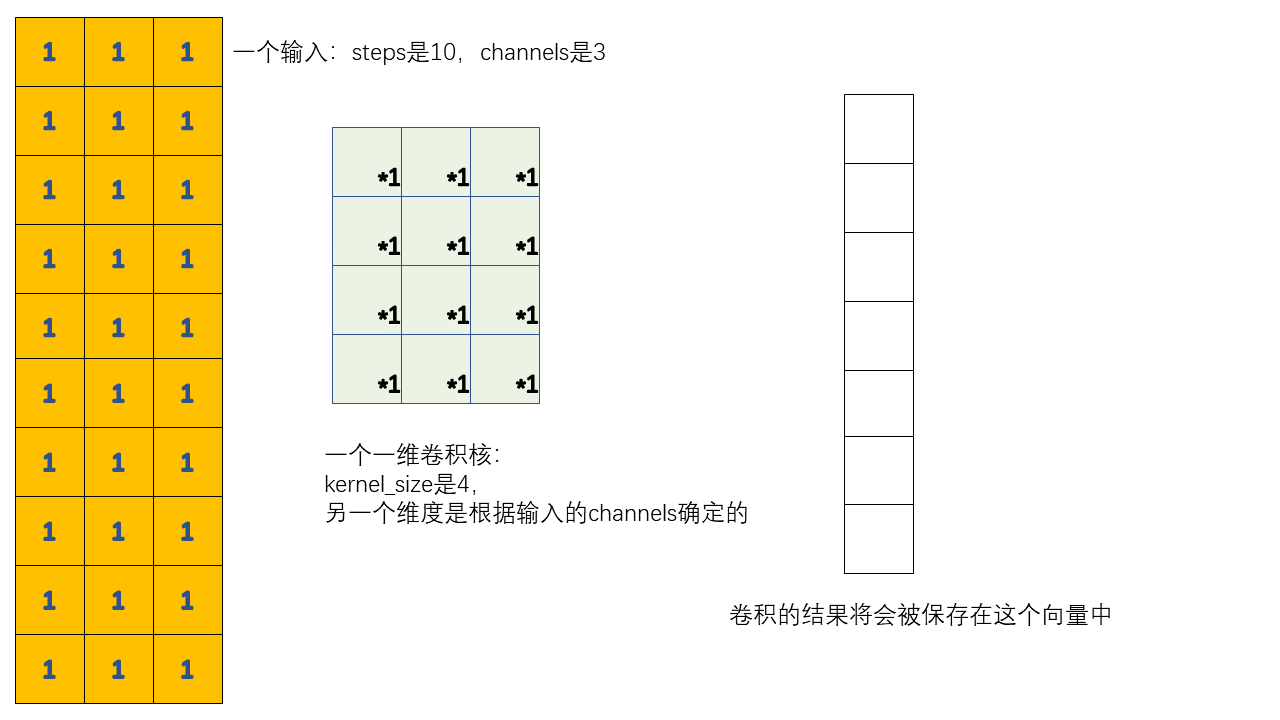 1 1 1
一个输入：steps是10，channels是3
1 1 1
1 1 1
1 1 1
1 1 1
1 1 1
1 1 1
1 1 1
1 1 1
1 1 1
*1 *1 *1
*1 *1 *1
*1 *1 *1
*1 *1 *1
一个一维卷积核：
kernel_size是4，
另一个维度是根据输入的channels确定的
卷积的结果将会被保存在这个向量中